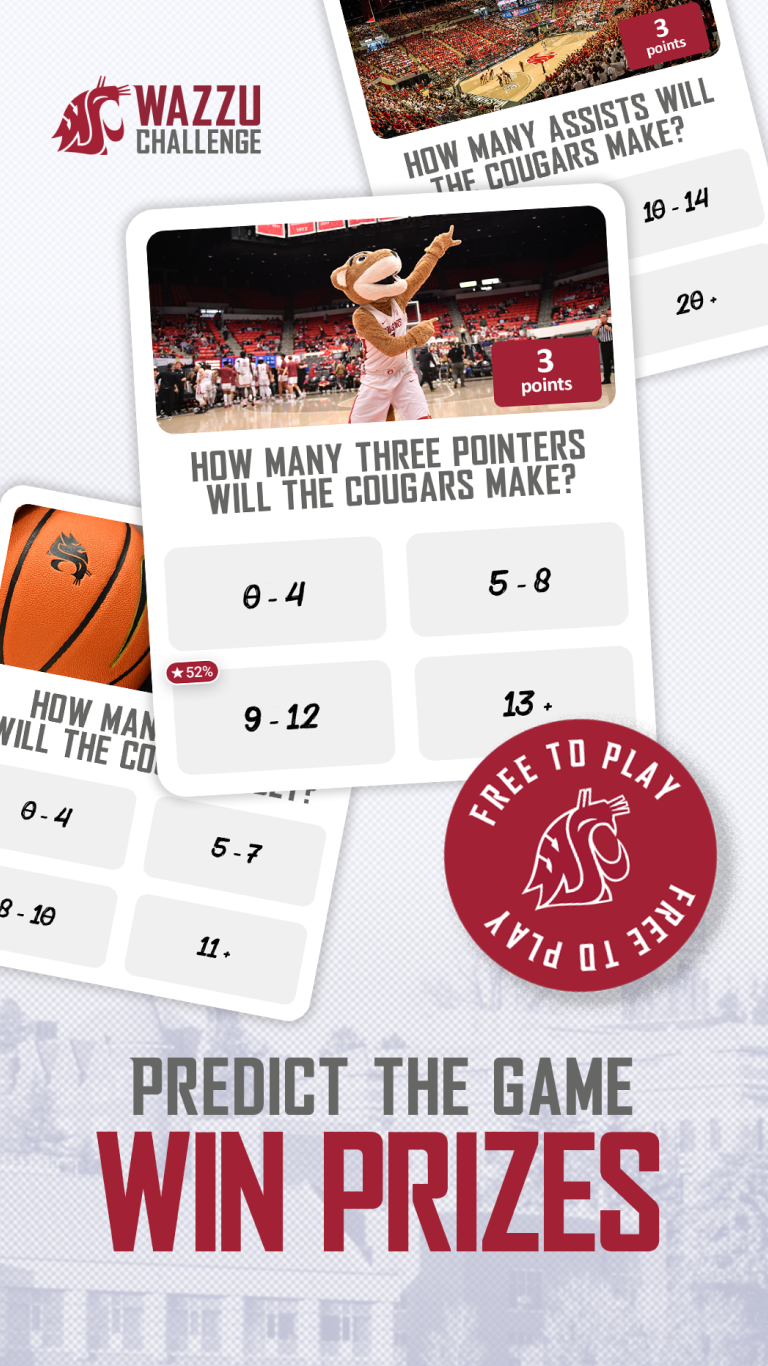 WAZZU
CHALLENGE
3
points
HOW MANY ASSISTS WILL
THE COUGARS MAKE?
10 - 14
20 +
3
points
HOW MANY THREE POINTERS
WILL THE COUGARS MAKE?
0 - 4
5 - 8
52%
9 - 12
13 +
HOW MAN
WILL THE
0 - 4
5 - 7
8 - 10
11 +
FREE TO PLAY
FREE TO PLAY
PREDICT THE GAME
WIN PRIZES